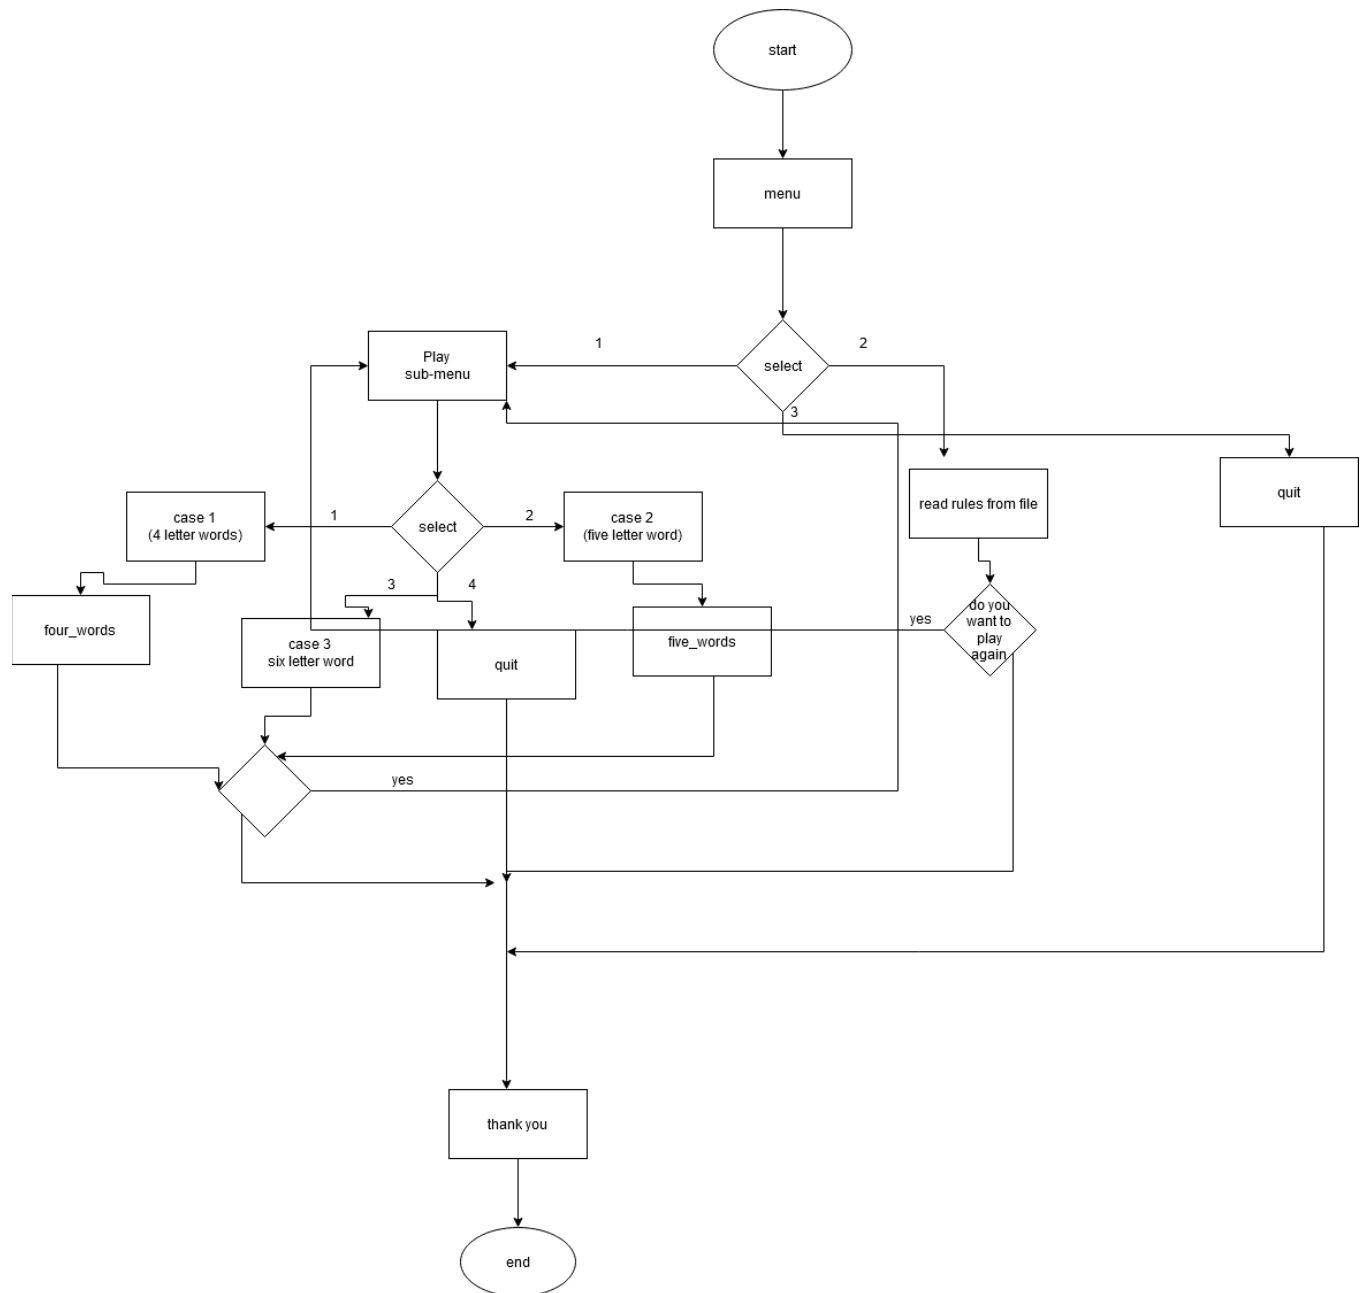 start
menu
1
2
Play
sub-menu
select
3
read rules from file
quit
case 1
(4 letter words)
1
select
2
case 2
(five letter word)
3
4
four_words
case 3
six letter word
quit
five_words
yes
do you
want to
play
again
yes
thank you
end